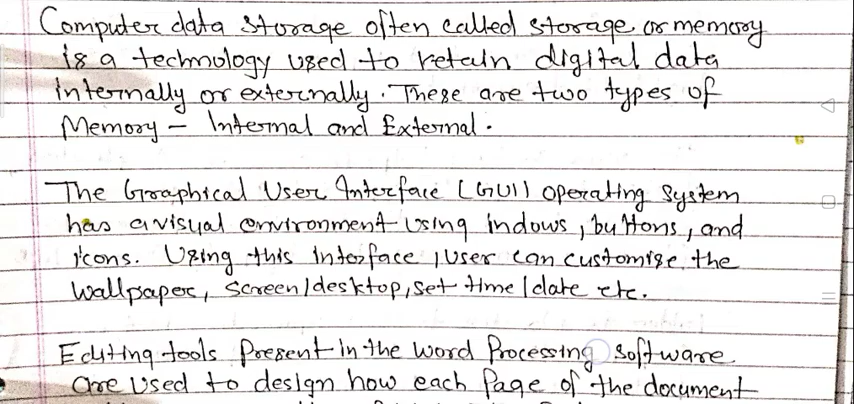 Computer data storage often called storage or memory
is a technology used to retain digital data
internally or externally. These are two types of
Memory - Internal and External.
The Graphical User Interface (GUI) operating System
has a visual environment using indows, buttons, and
icons. Using this interface, User can customize the
Wallpaper, Screen/desktop, set time/date etc.
Editing tools Present in the word Processing software
are used to design how each Page of the document